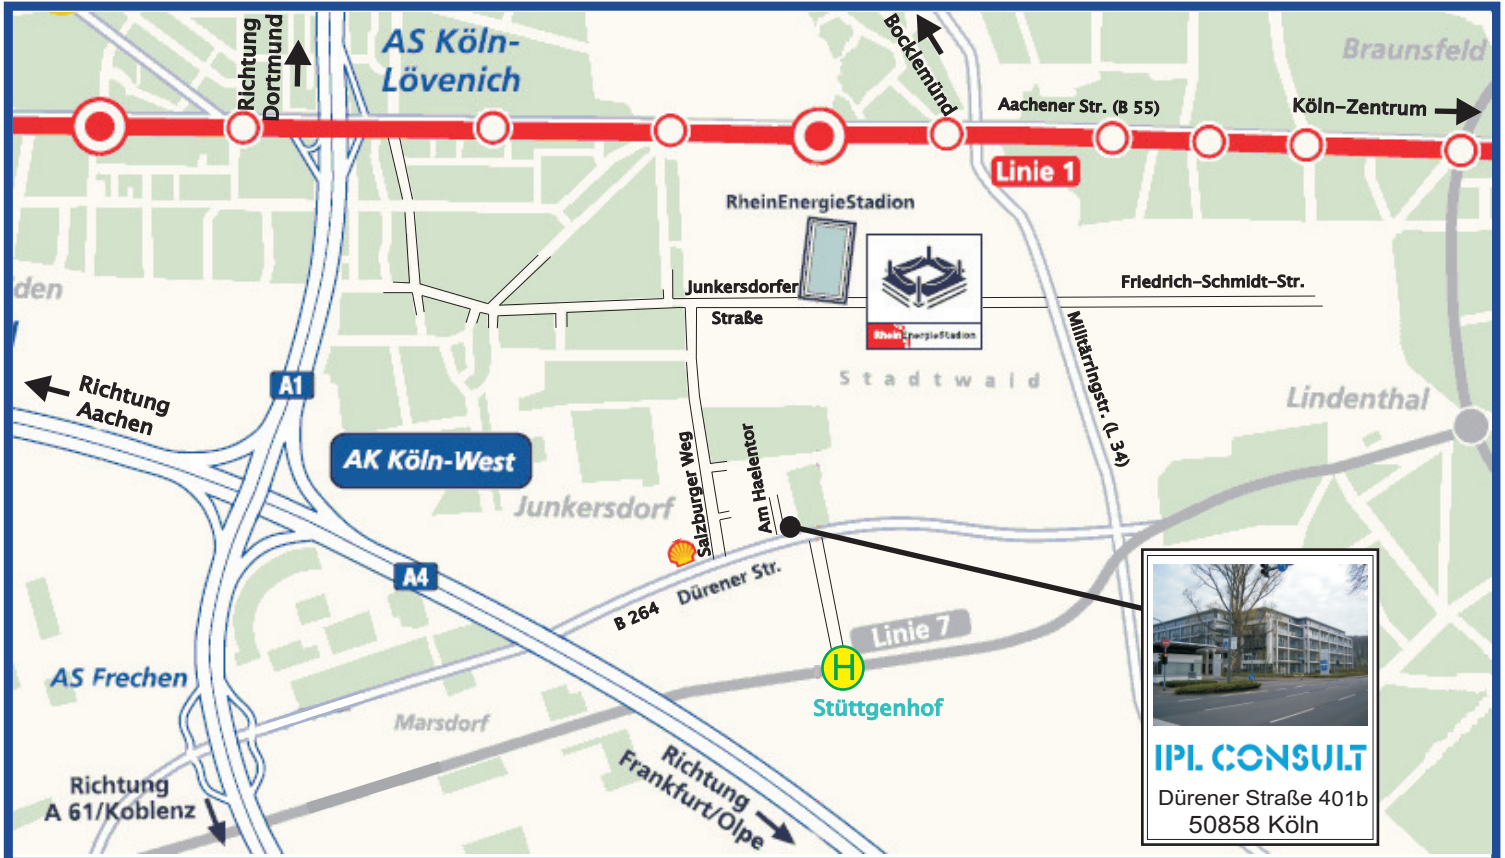 Richtung
Dortmund
AS Köln-
Lövenich
Bocklemünd
Aachener Str. (B 55)
Braunsfeld
Köln-Zentrum
Linie 1
RheinEnergieStadion
den
Junkersdorfer
Straße
Friedrich-Schmidt-Str.
RheinEnergieStadion
Stadtwald
Militärringstr. (L 34)
Lindenthal
A1
Richtung
Aachen
AK Köln-West
Junkersdorf
Salzburger Weg
Am Haelentor
A4
Dürener Str.
B 264
Linie 7
H
Stüttgenhof
AS Frechen
Marsdorf
Richtung
A 61/Koblenz
Richtung
Frankfurt/Olpe
IPL CONSULT
Dürener Straße 401b
50858 Köln